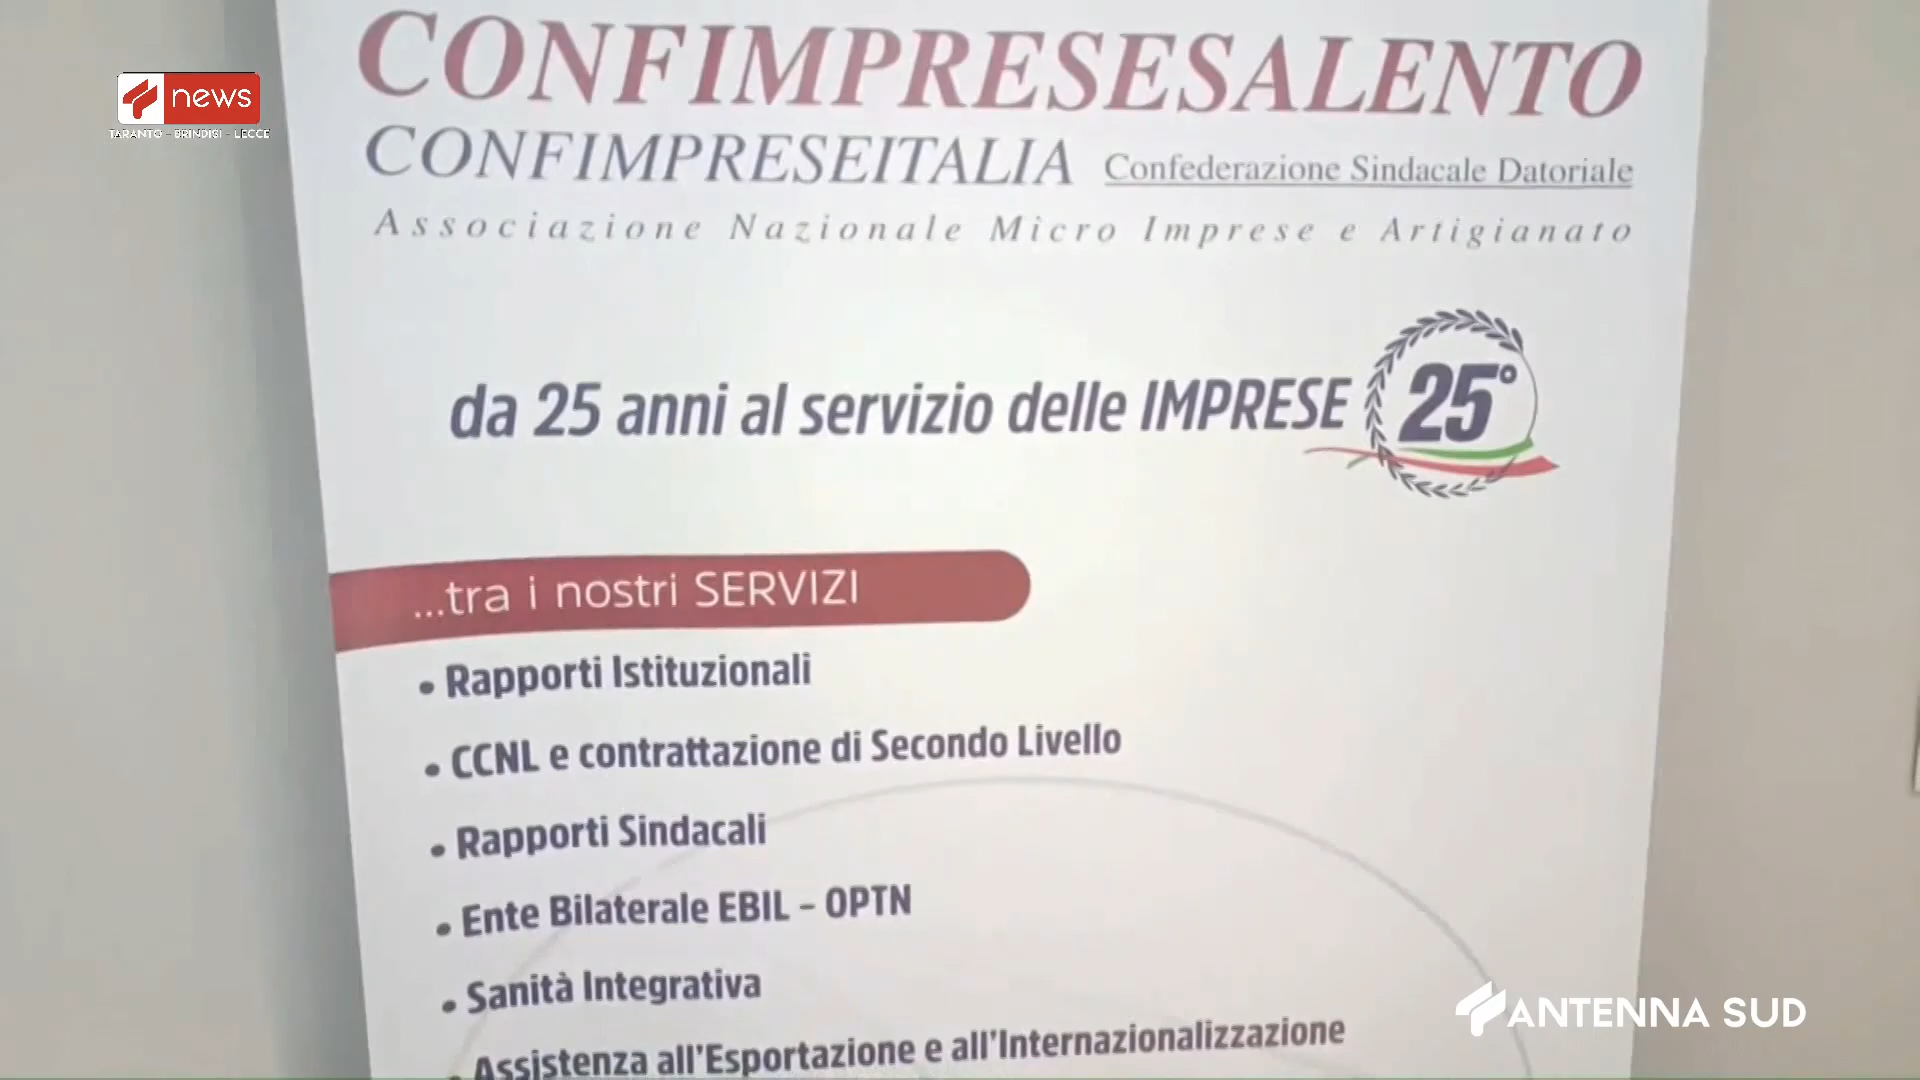 CONFIMPRESESALENTO
news
TARANTO - BRINDISI - LECCE
CONFIMPRESEITALIA Confederazione Sindacale Datoriale
Associazione Nazionale Micro Imprese e Artigianato
da 25 anni al servizio delle IMPRESE 25°
...tra i nostri SERVIZI
• Rapporti Istituzionali
• CCNL e contrattazione di Secondo Livello
• Rapporti Sindacali
• Ente Bilaterale EBIL - OPTN
• Sanità Integrativa
• Assistenza all'Esportazione e all'Internazionalizzazione
ANTENNA SUD